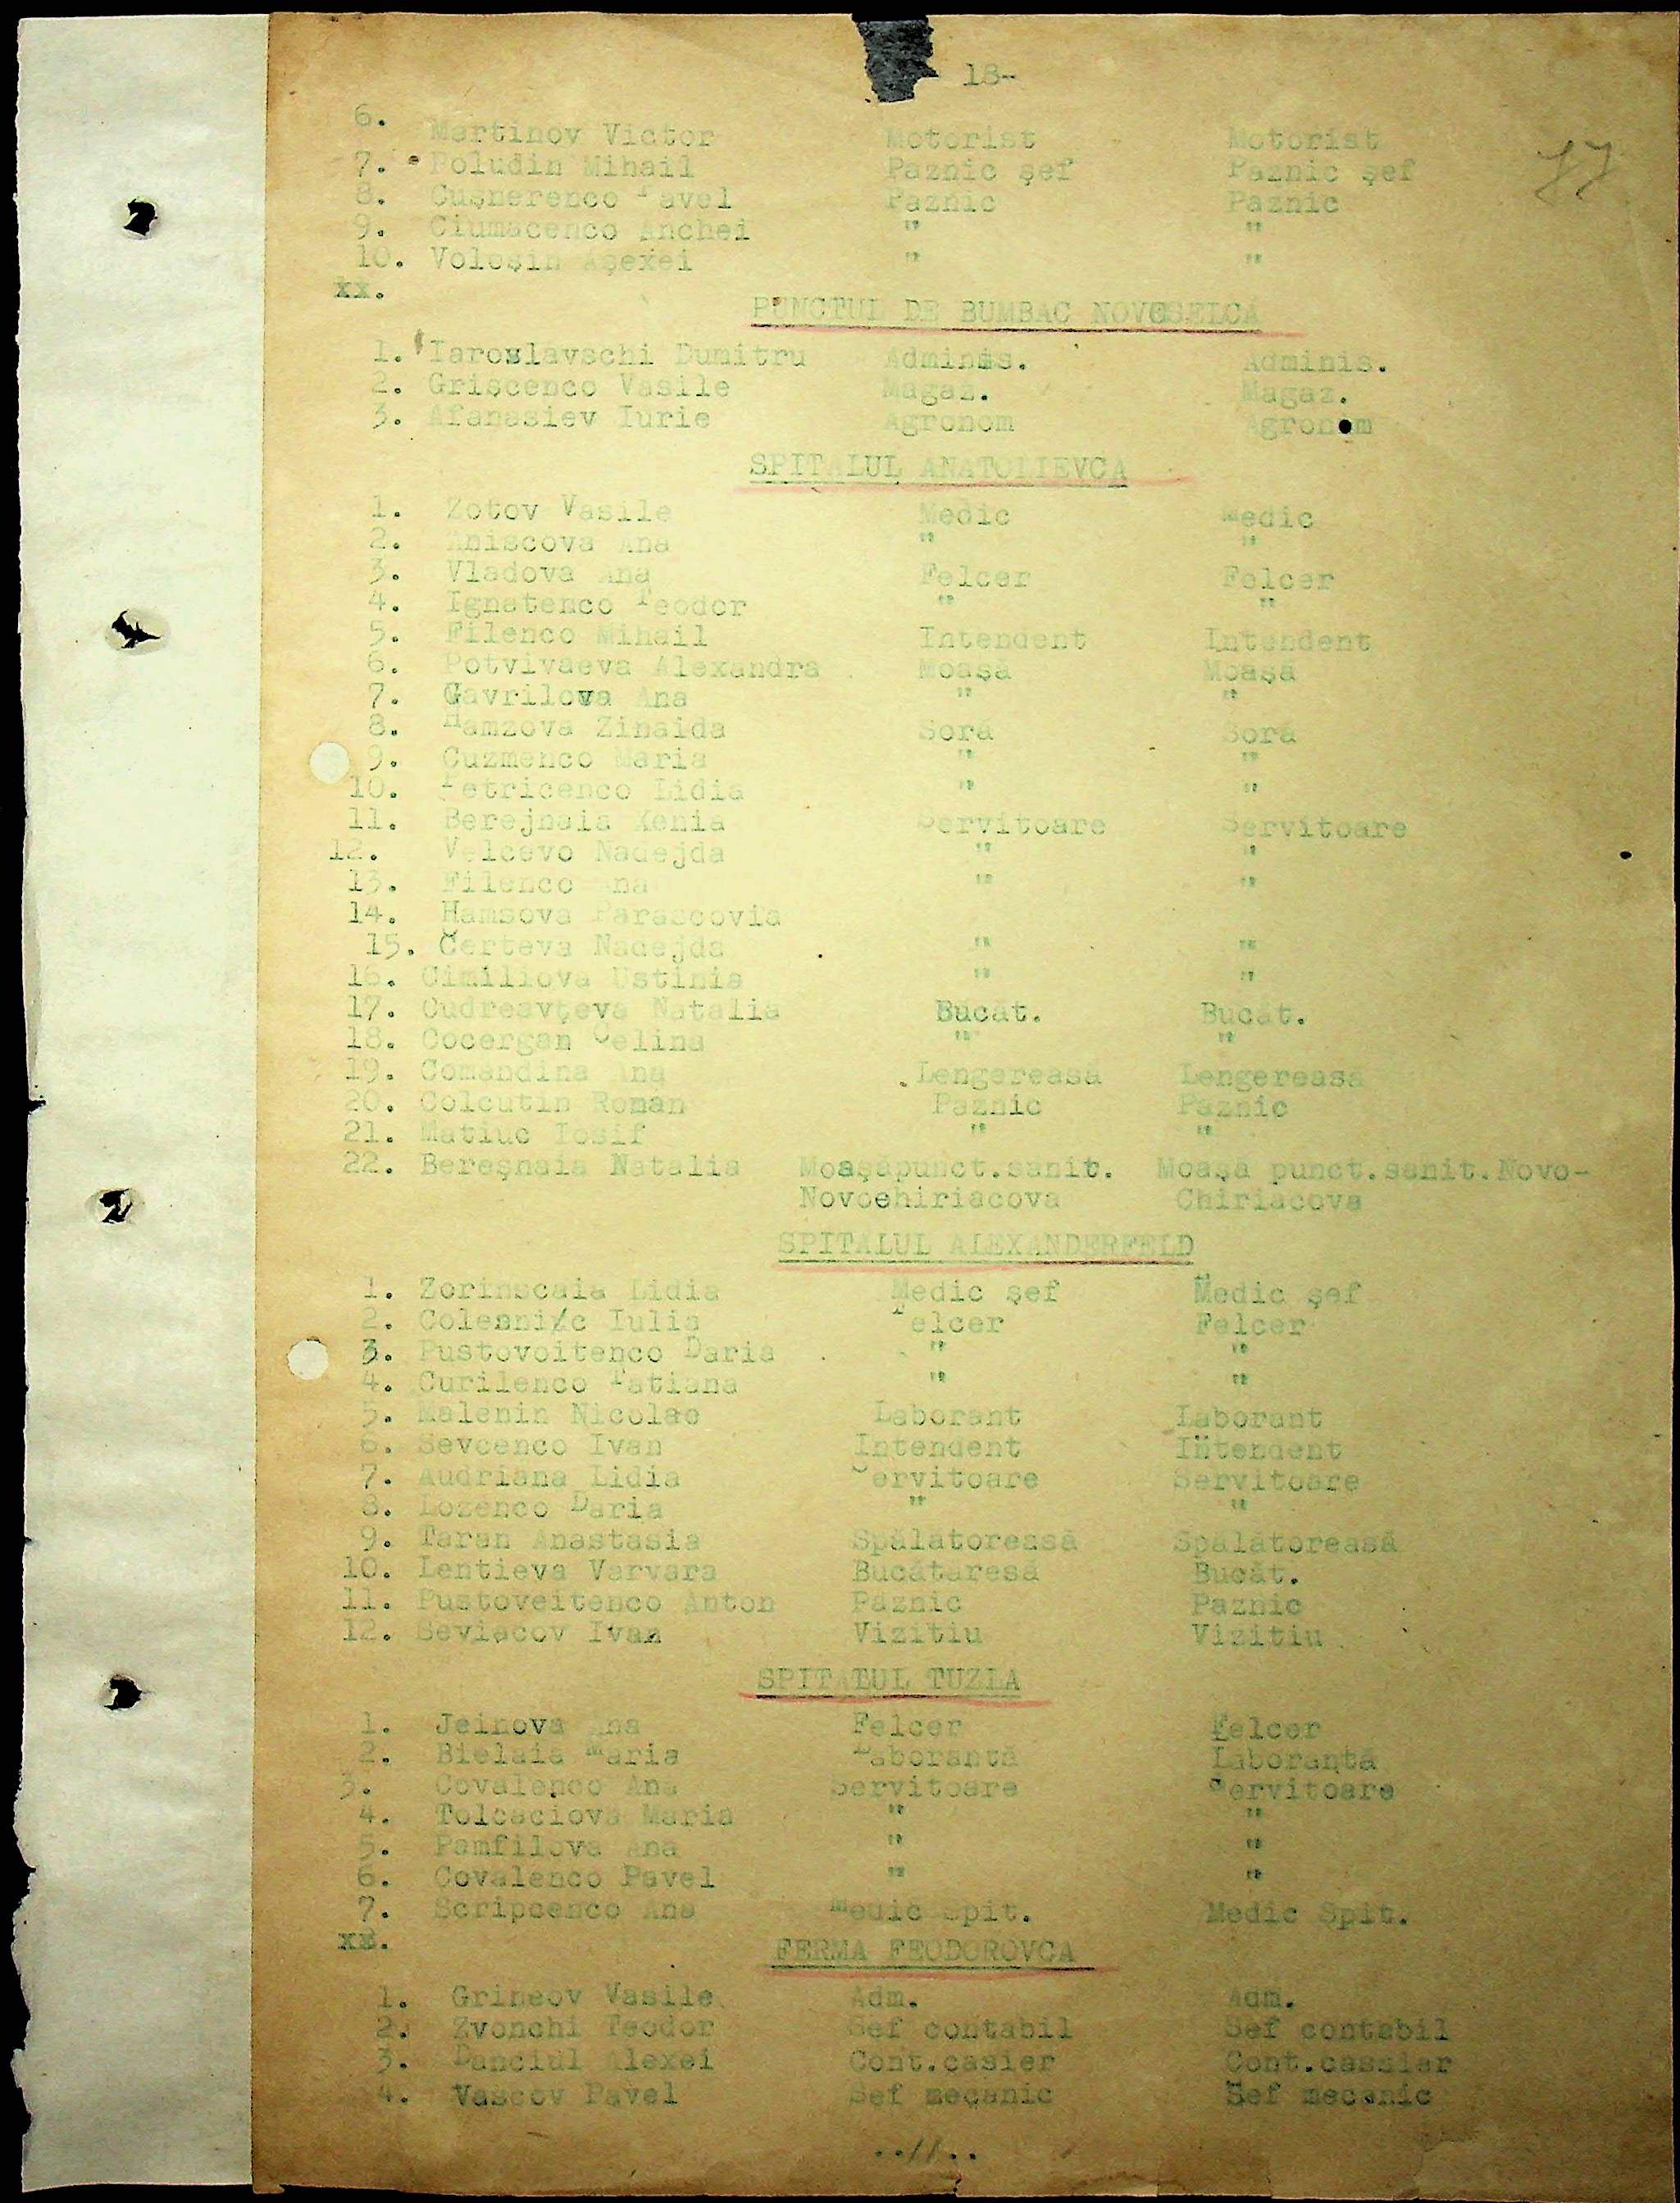 18-
77
6. Martinov Victor Motorist Motorist
7. Poludin Mihail Paznic şef Paznic şef
8. Cuşnerenco Pavel Paznic Paznic
9. Ciumacenco Anchei " "
10. Voloşin Aşexei " "
xx.
PUNCTUL DE BUMBAC NOVOSELCA
1. Iaroslavschi Dumitru Adminis. Adminis.
2. Grişcenco Vasile Magaz. Magaz.
3. Afanasiev Iurie Agronom Agronom
SPITALUL ANATOLIEVCA
1. Zotov Vasile Medic Medic
2. Aniscova Ana " "
3. Vladova Ana Felcer Felcer
4. Ignatenco Teodor " "
5. Filenco Mihail Intendent Intendent
6. Potvivaeva Alexandra Moaşă Moaşă
7. Gavrilova Ana " "
8. Hamzova Zinaida Soră Soră
9. Cuzmenco Maria " "
10. Petricenco Lidia " "
11. Berejnaia Xenia Servitoare Servitoare
12. Velcevo Nadejda " "
13. Filenco Ana " "
14. Hamsova Parascovia
15. Certeva Nadejda " "
16. Cimillova Ustinia " "
17. Cudreavţeva Natalia Bucăt. Bucăt.
18. Cocergan Celina " "
19. Comandina Ana Lengereasă Lengereasă
20. Colcutin Roman Paznic Paznic
21. Matiuc Iosif " "
22. Bereşnaia Natalia Moaşăpunct.sanit. Moaşă punct.sanit.Novo-
Novochiriacova Chiriacova
SPITALUL ALEXANDERFELD
1. Zorinscaia Lidia Medic şef Medic şef
2. Iulia Felcer Felcer
3. Pustovoitenco Daria " "
4. Curilenco Tatiana " "
5. Malenin Nicolae Laborant Laborant
6. Sevcenco Ivan Intendent Intendent
7. Audriana Lidia Servitoare Servitoare
8. Lozenco Daria " "
9. Taran Anastasia Spălătoreasă Spălătoreasă
10. Lentieva Varvara Bucătaresă Bucăt.
11. Pustoveitenco Anton Paznic Paznic
12. Seviacov Ivan Vizitiu Vizitiu
SPITALUL TUZLA
1. Jeinova Ana Felcer Felcer
2. Bielaia Maria Laborantă Laborantă
3. Covalenco Ana Servitoare Servitoare
4. Tolcaciova Maria " "
5. Pamfilova Ana " "
6. Covalenco Pavel " "
7. Scripcenco Ana Medic Spit. Medic Spit.
xx.
FERMA FEODOROVCA
1. Grineov Vasile Adm. Adm.
2. Zvonchi Teodor Sef contabil Sef contabil
3. Danciul Alexei Cont.casier Cont.cassier
4. Vascov Pavel Sef mecanic Sef mecanic
..//..